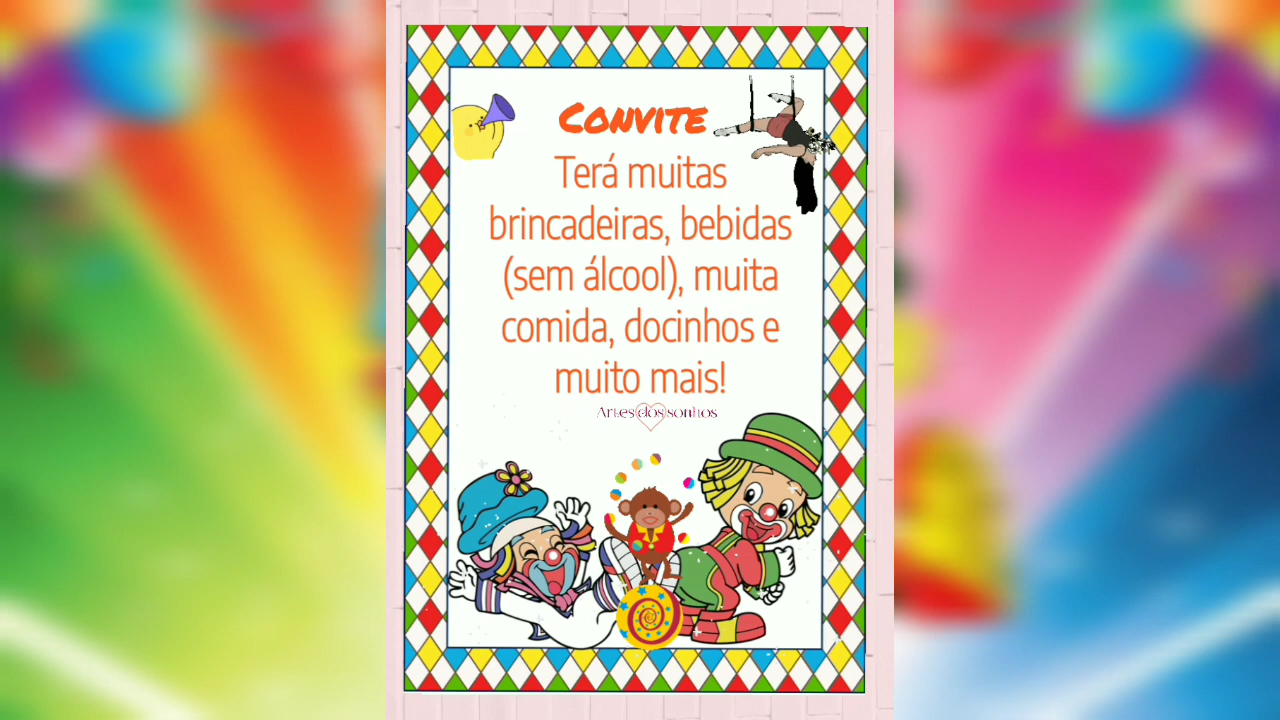 Convite
Terá muitas
brincadeiras, bebidas
(sem álcool), muita
comida, docinhos e
muito mais!
Artes dos sonhos